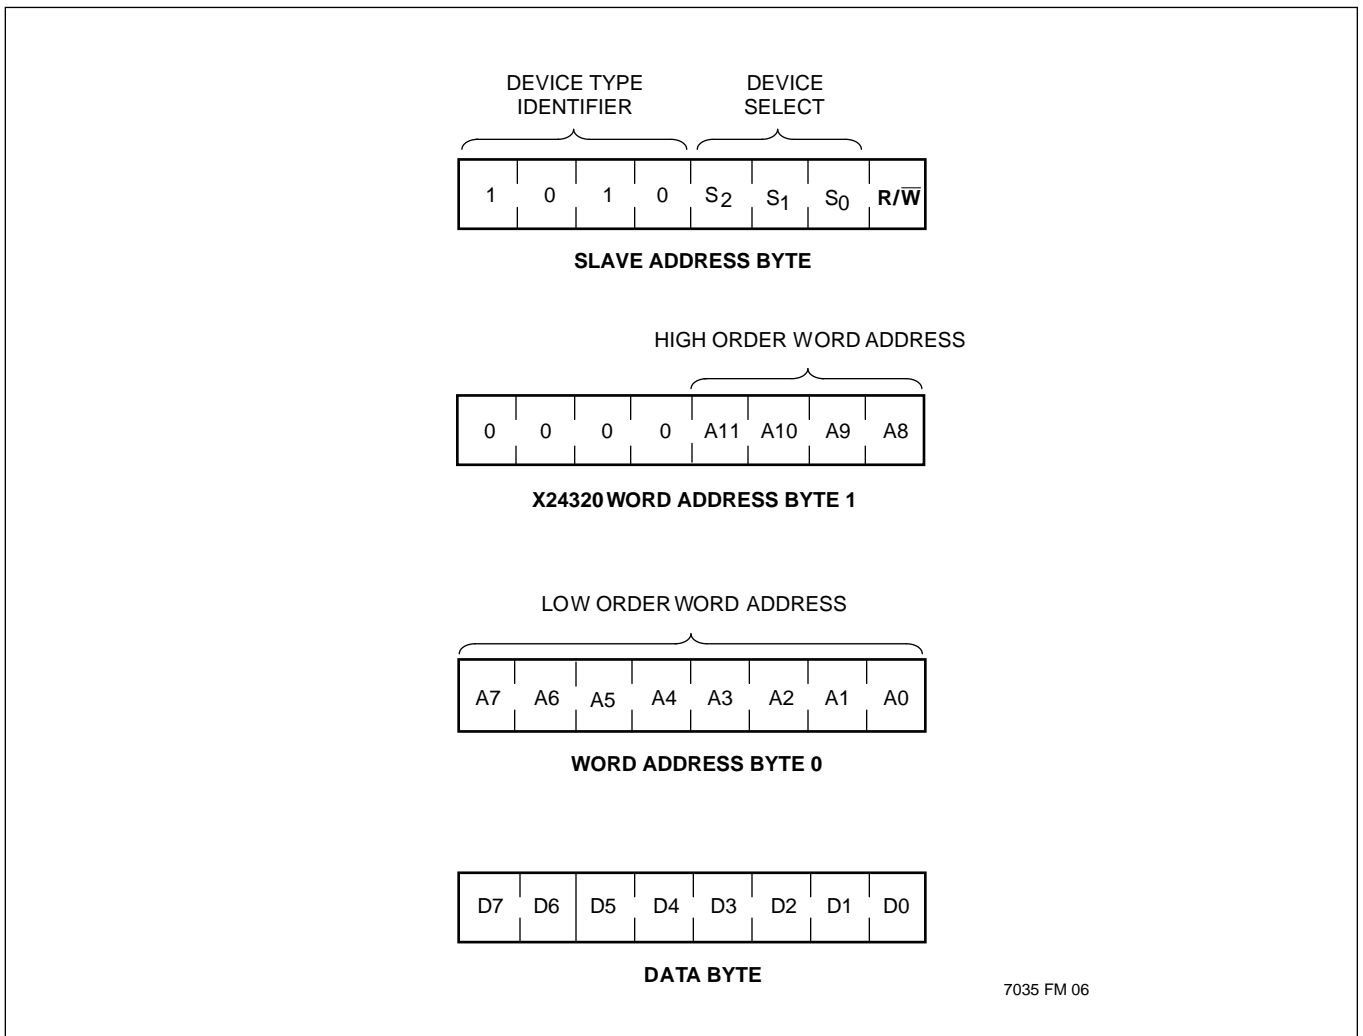 DEVICE TYPE IDENTIFIER
DEVICE SELECT
1 0 1 0 S2 S1 S0 R/W̅
SLAVE ADDRESS BYTE
HIGH ORDER WORD ADDRESS
0 0 0 0 A11 A10 A9 A8
X24320 WORD ADDRESS BYTE 1
LOW ORDER WORD ADDRESS
A7 A6 A5 A4 A3 A2 A1 A0
WORD ADDRESS BYTE 0
D7 D6 D5 D4 D3 D2 D1 D0
DATA BYTE
7035 FM 06